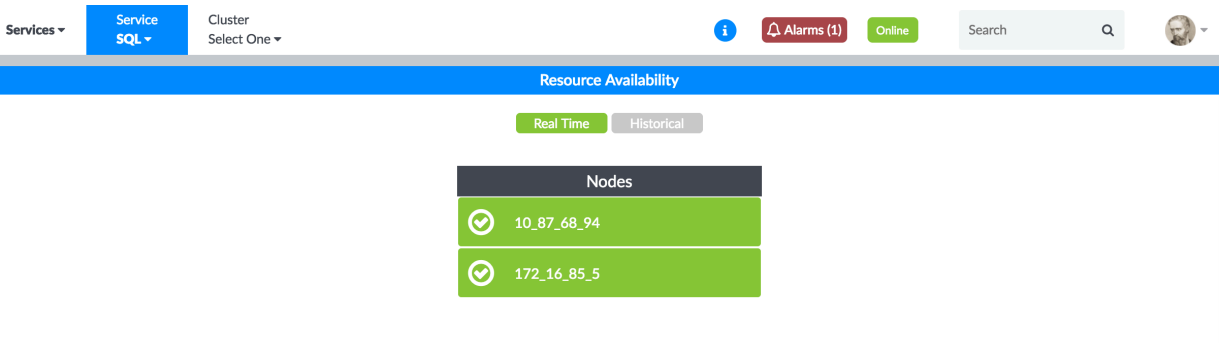 Services
Service
SQL
Cluster
Select One
i
Alarms (1)
Online
Search
Resource Availability
Real Time
Historical
Nodes
10_87_68_94
172_16_85_5